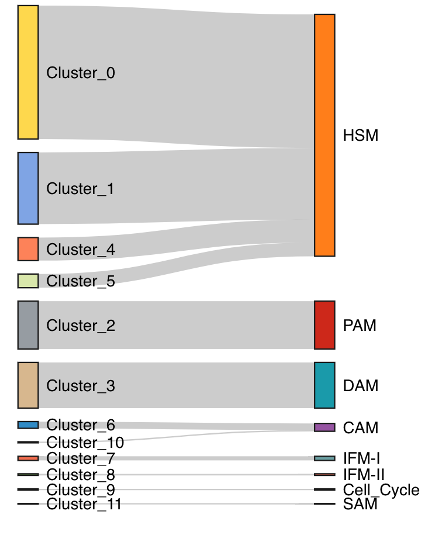 Cluster_0
HSM
Cluster_1
Cluster_4
Cluster_5
Cluster_2
PAM
Cluster_3
DAM
Cluster_6
CAM
Cluster_10
Cluster_7
IFM-I
Cluster_8
IFM-II
Cluster_9
Cell_Cycle
Cluster_11
SAM